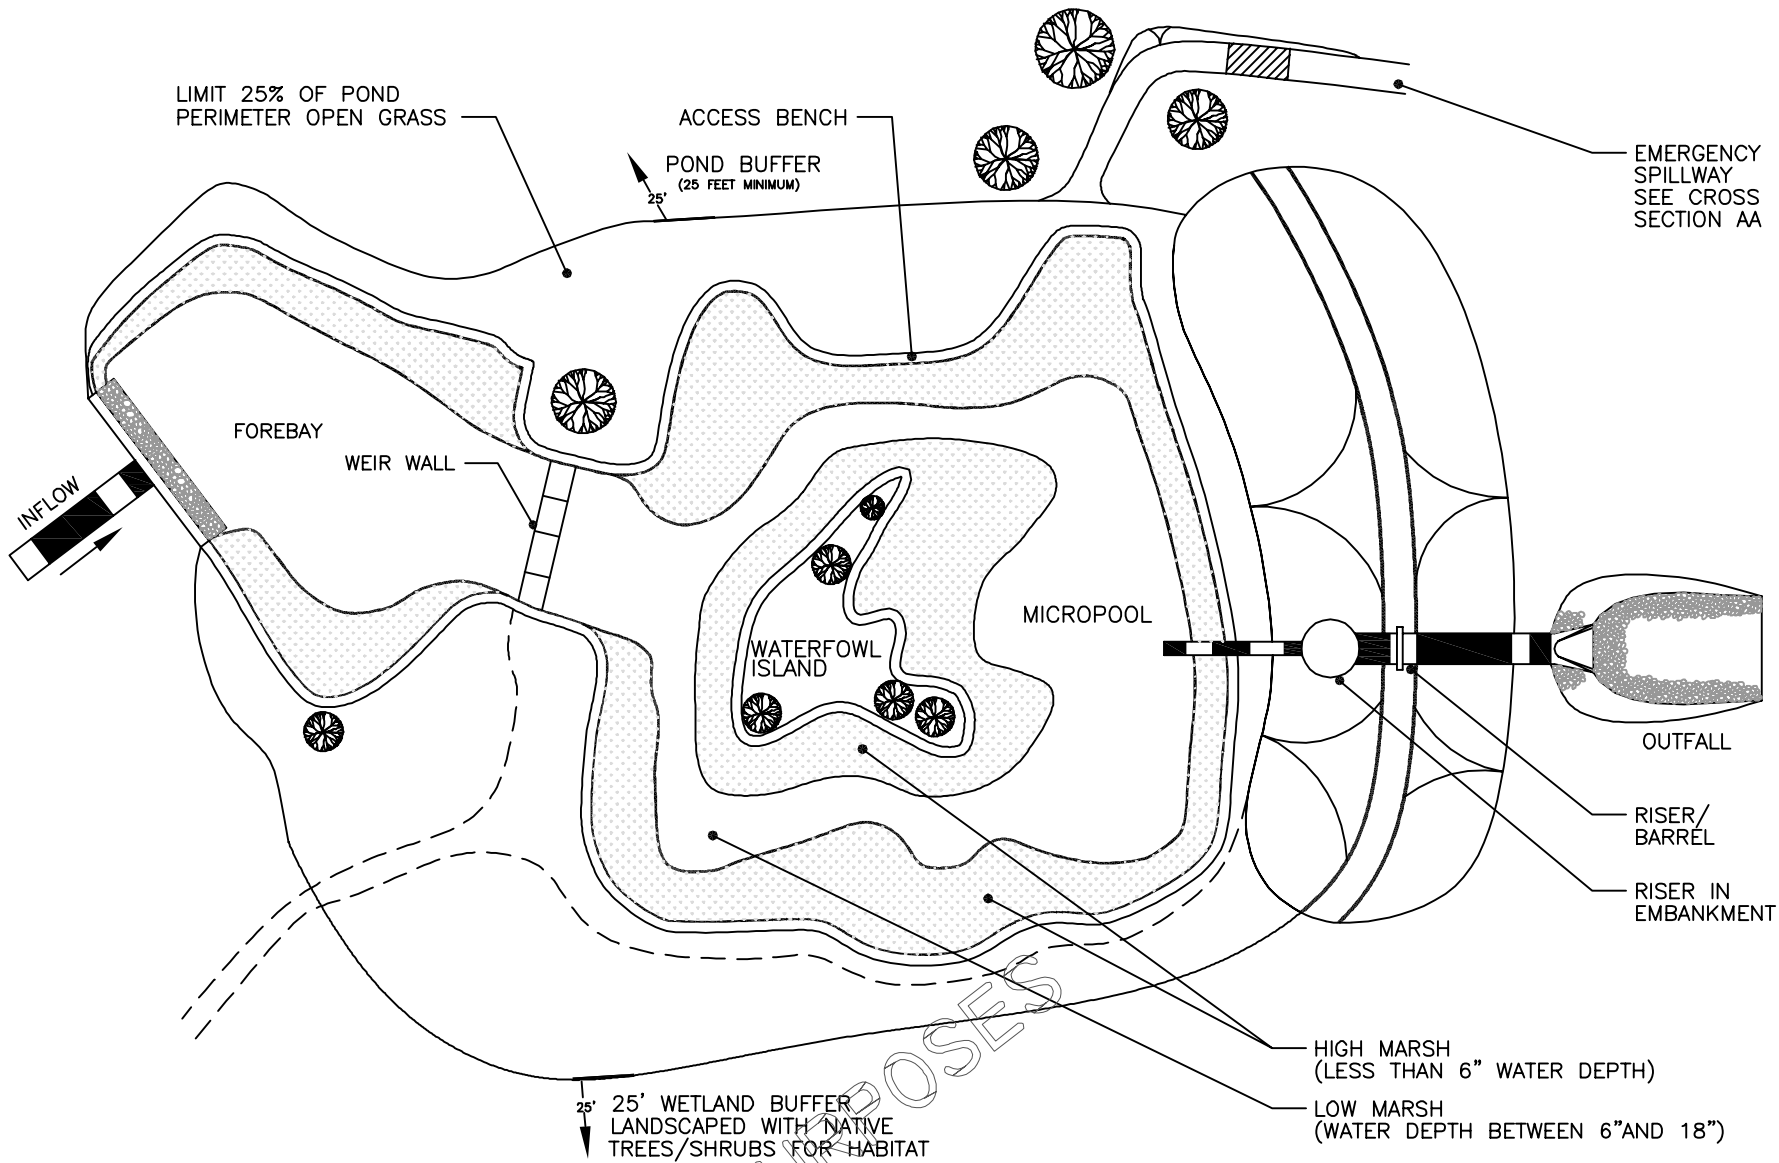 LIMIT 25% OF POND
PERIMETER OPEN GRASS
ACCESS BENCH
POND BUFFER
(25 FEET MINIMUM)
25'
EMERGENCY
SPILLWAY
SEE CROSS
SECTION AA
FOREBAY
WEIR WALL
INFLOW
MICROPOOL
WATERFOWL
ISLAND
OUTFALL
RISER/
BARREL
RISER IN
EMBANKMENT
HIGH MARSH
(LESS THAN 6" WATER DEPTH)
LOW MARSH
(WATER DEPTH BETWEEN 6"AND 18")
25'
25' WETLAND BUFFER
LANDSCAPED WITH NATIVE
TREES/SHRUBS FOR HABITAT